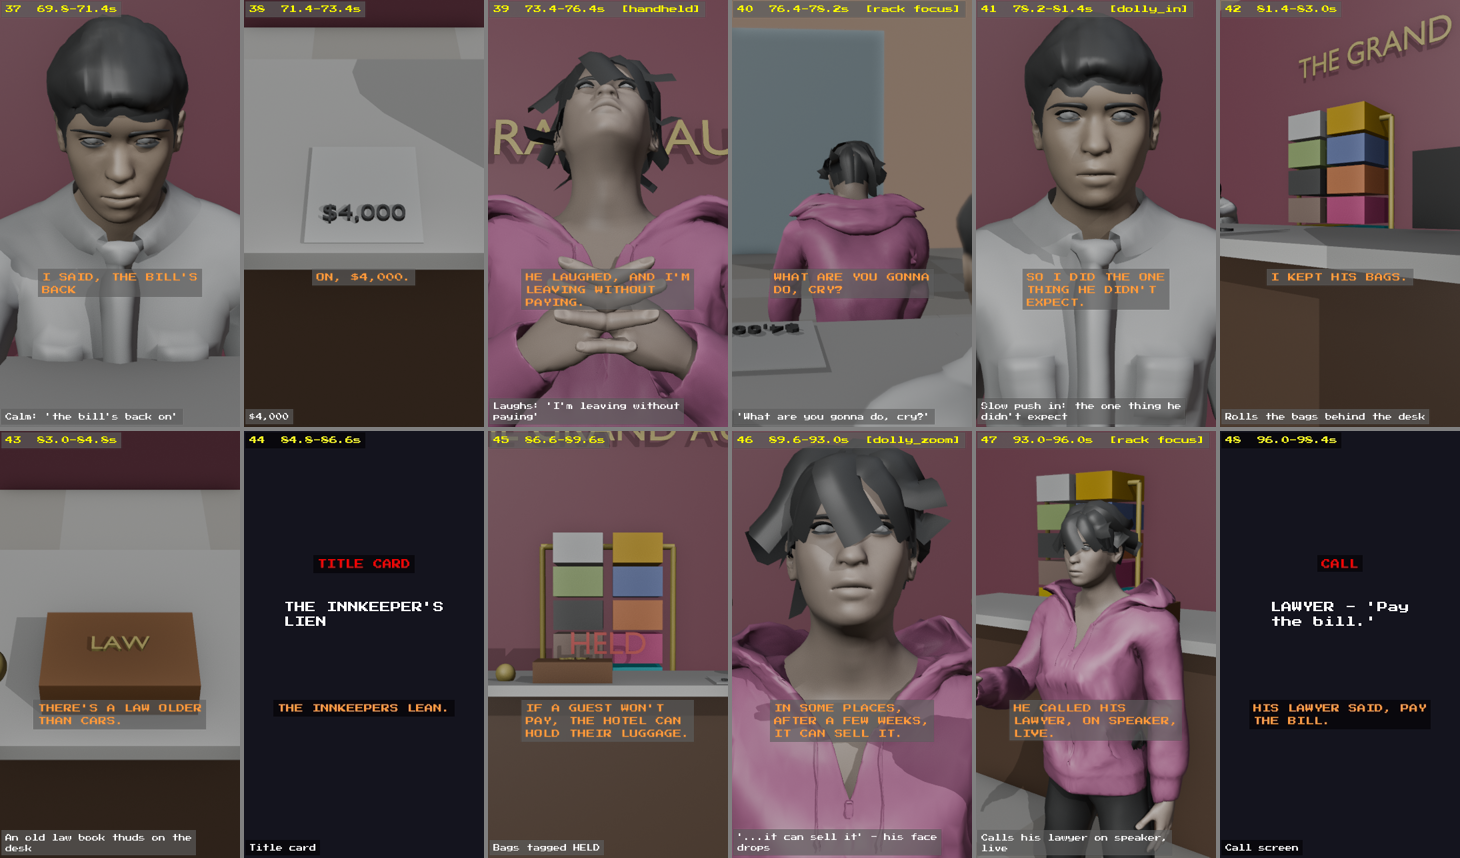 37 69.8-71.4s
I SAID, THE BILL'S
BACK
Calm: 'the bill's back on'
38 71.4-73.4s
$4,000
ON, $4,000.
$4,000
39 73.4-76.4s [handheld]
RA AU
HE LAUGHED, AND I'M
LEAVING WITHOUT
PAYING.
Laughs: 'I'm leaving without
paying'
40 76.4-78.2s [rack focus]
WHAT ARE YOU GONNA
DO, CRY?
'What are you gonna do, cry?'
41 78.2-81.4s [dolly_in]
SO I DID THE ONE
THING HE DIDN'T
EXPECT.
Slow push in: the one thing he
didn't expect
42 81.4-83.0s
THE GRAND
I KEPT HIS BAGS.
Rolls the bags behind the desk
43 83.0-84.8s
LAW
THERE'S A LAW OLDER
THAN CARS.
An old law book thuds on the
desk
44 84.8-86.6s
TITLE CARD
THE INNKEEPER'S
LIEN
THE INNKEEPERS LEAN.
Title card
45 86.6-89.6s
GRAND AU
HELD
IF A GUEST WON'T
PAY, THE HOTEL CAN
HOLD THEIR LUGGAGE.
Bags tagged HELD
46 89.6-93.0s [dolly_zoom]
IN SOME PLACES,
AFTER A FEW WEEKS,
IT CAN SELL IT.
'...it can sell it' - his face
drops
47 93.0-96.0s [rack focus]
HE CALLED HIS
LAWYER, ON SPEAKER,
LIVE.
Calls his lawyer on speaker,
live
48 96.0-98.4s
CALL
LAWYER - 'Pay
the bill.'
HIS LAWYER SAID, PAY
THE BILL.
Call screen